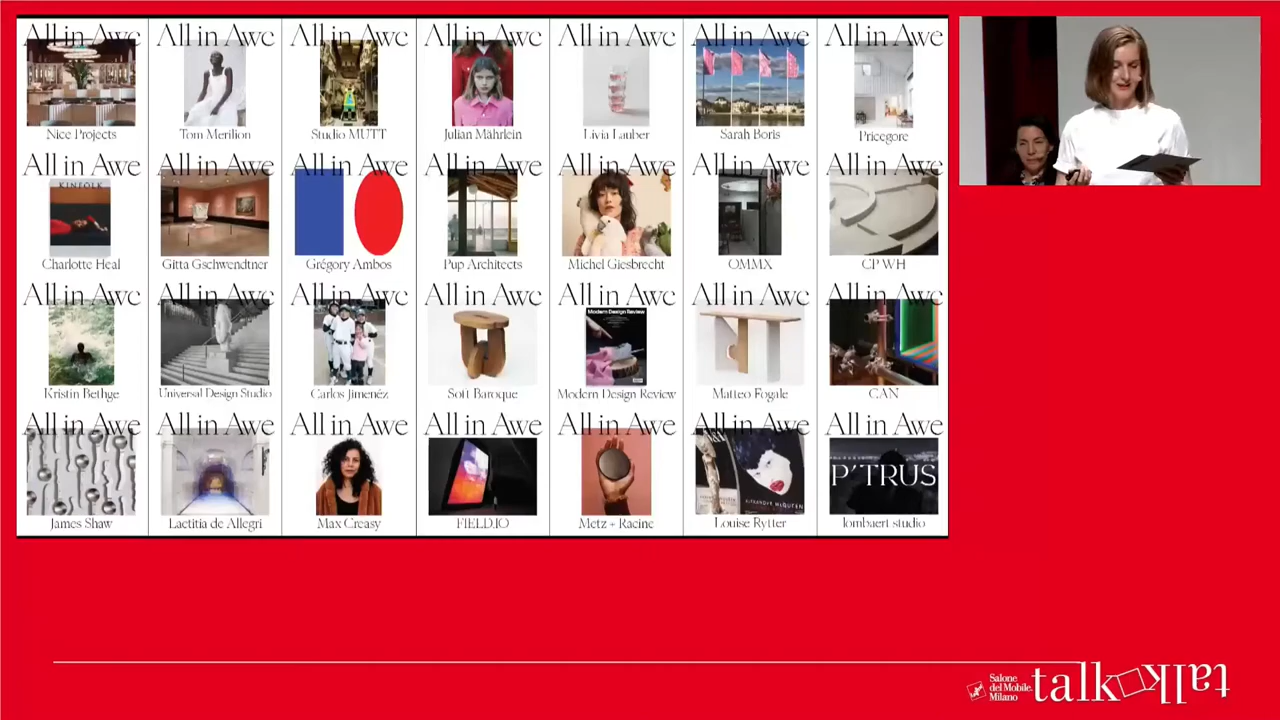 All in Awe All in Awe All in Awe All in Awe All in Awe All in Awe All in Awe
Nice Projects Tom Merilion Studio MUTT Julian Mährlein Livia Lauber Sarah Boris Pricegore
All in Awe All in Awe All in Awe All in Awe All in Awe All in Awe All in Awe
KINFOLK
Charlotte Heal Gitta Gschwendtner Grégory Ambos Pup Architects Michel Giesbrecht OMMX CP WH
All in Awe All in Awe All in Awe All in Awe All in Awe All in Awe All in Awe
Modern Design Review
Kristin Bethge Universal Design Studio Carlos Jimenéz Soft Baroque Modern Design Review Matteo Fogale CAN
All in Awe All in Awe All in Awe All in Awe All in Awe All in Awe All in Awe
P'TRUS
ALEXANDER McQUEEN
James Shaw Laetitia de Allegri Max Creasy FIELD.IO Metz + Racine Louise Rytter lombaert studio
Salone
del Mobile.
Milano
talk talk